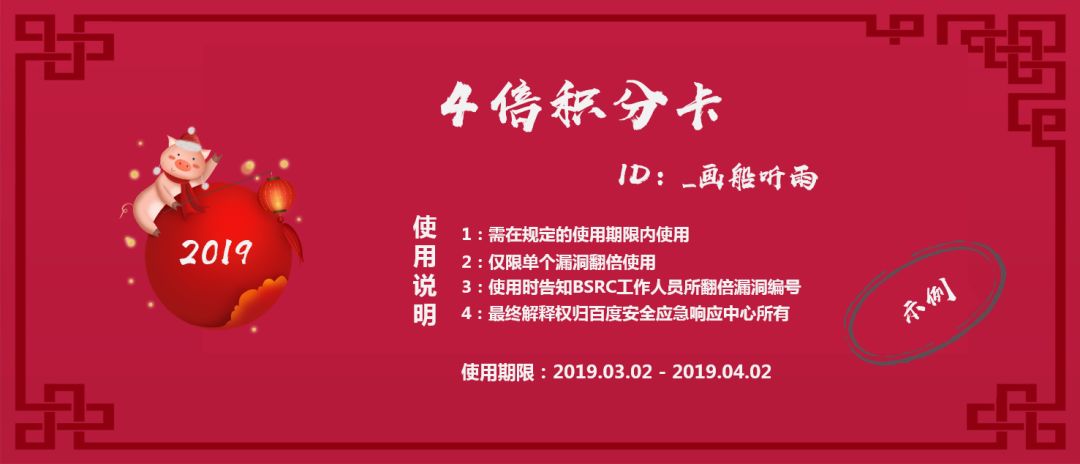 4倍积分卡
ID：_画船听雨
2019
使用说明
1：需在规定的使用期限内使用
2：仅限单个漏洞翻倍使用
3：使用时告知BSRC工作人员所翻倍漏洞编号
4：最终解释权归百度安全应急响应中心所有
示例
使用期限：2019.03.02 - 2019.04.02